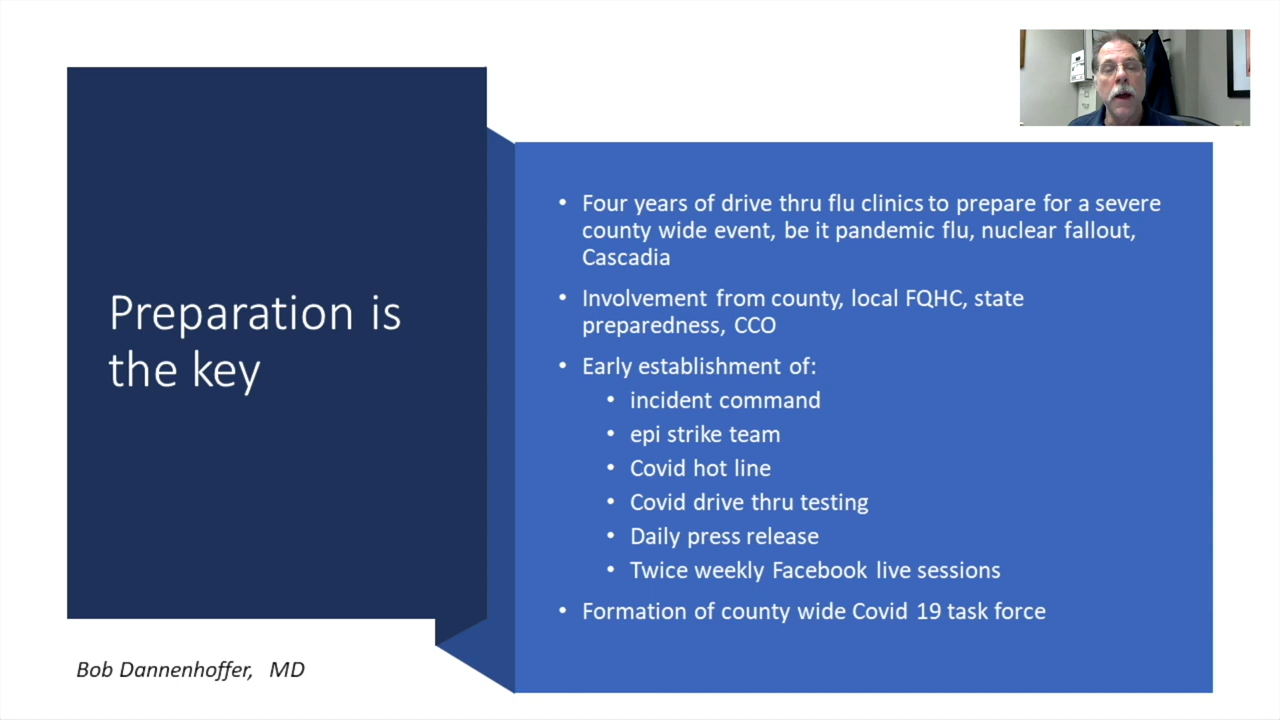 Preparation is
the key
• Four years of drive thru flu clinics to prepare for a severe
county wide event, be it pandemic flu, nuclear fallout,
Cascadia
• Involvement from county, local FQHC, state
preparedness, CCO
• Early establishment of:
• incident command
• epi strike team
• Covid hot line
• Covid drive thru testing
• Daily press release
• Twice weekly Facebook live sessions
• Formation of county wide Covid 19 task force
Bob Dannenhoffer, MD